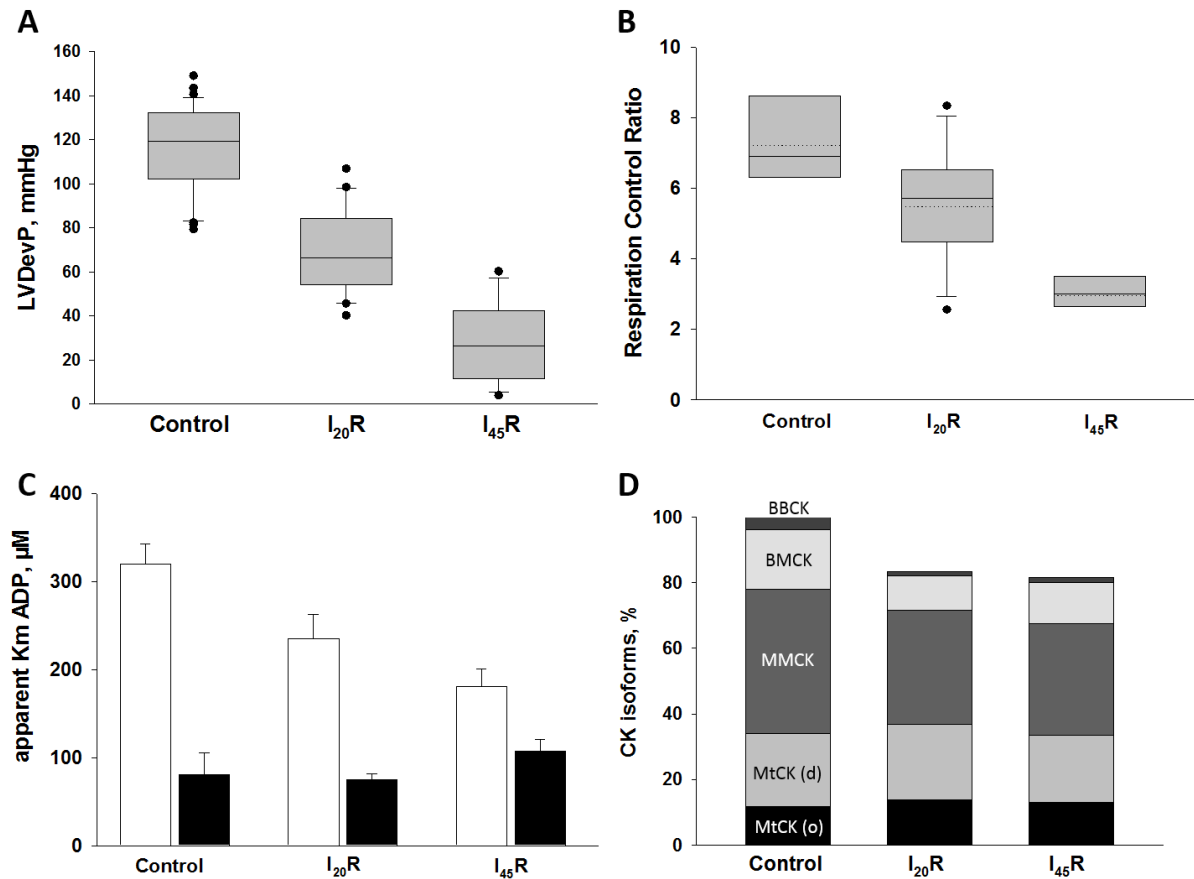 A
LVDevP, mmHg
160
140
120
100
80
60
40
20
0
Control
I₂₀R
I₄₅R
B
Respiration Control Ratio
10
8
6
4
2
0
Control
I₂₀R
I₄₅R
C
apparent Km ADP, µM
400
300
200
100
0
Control
I₂₀R
I₄₅R
D
CK isoforms, %
100
80
60
40
20
0
BBCK
BMCK
MMCK
MtCK (d)
MtCK (o)
Control
I₂₀R
I₄₅R